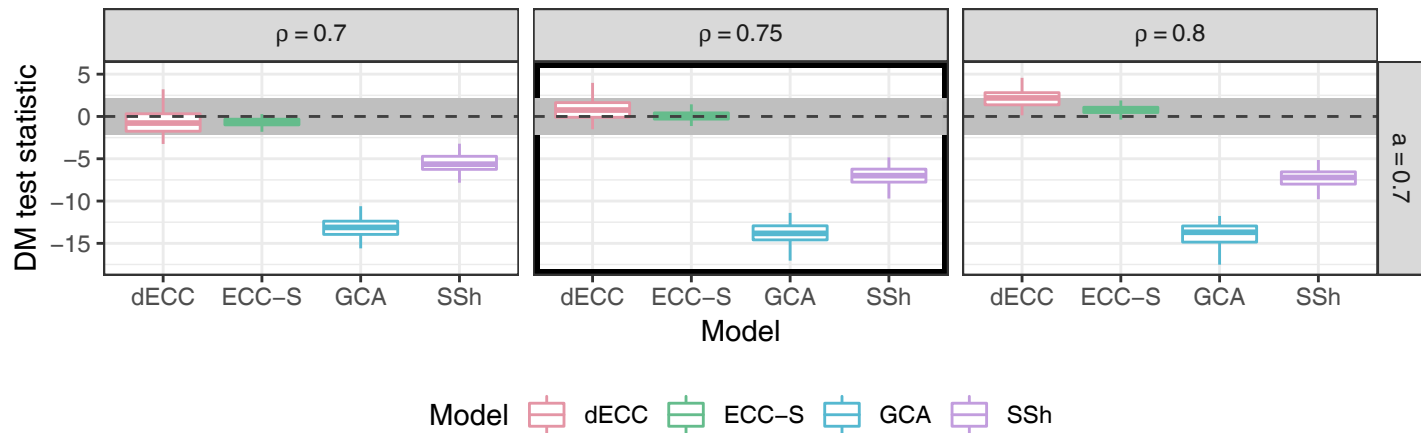 ρ = 0.7 ρ = 0.75 ρ = 0.8
DM test statistic
5
0
−5
−10
−15
a = 0.7
dECC ECC−S GCA SSh dECC ECC−S GCA SSh dECC ECC−S GCA SSh
Model
Model dECC ECC−S GCA SSh